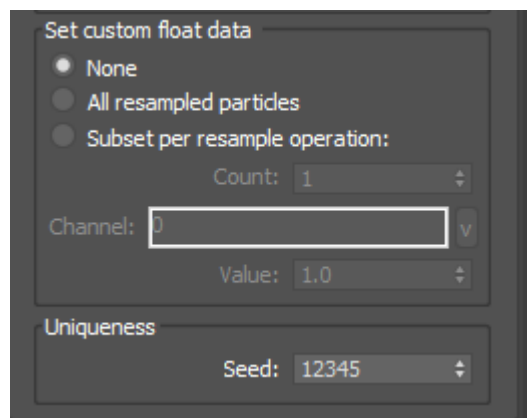 Set custom float data
None
All resampled particles
Subset per resample operation:
Count: 1
Channel: 0 v
Value: 1.0
Uniqueness
Seed: 12345